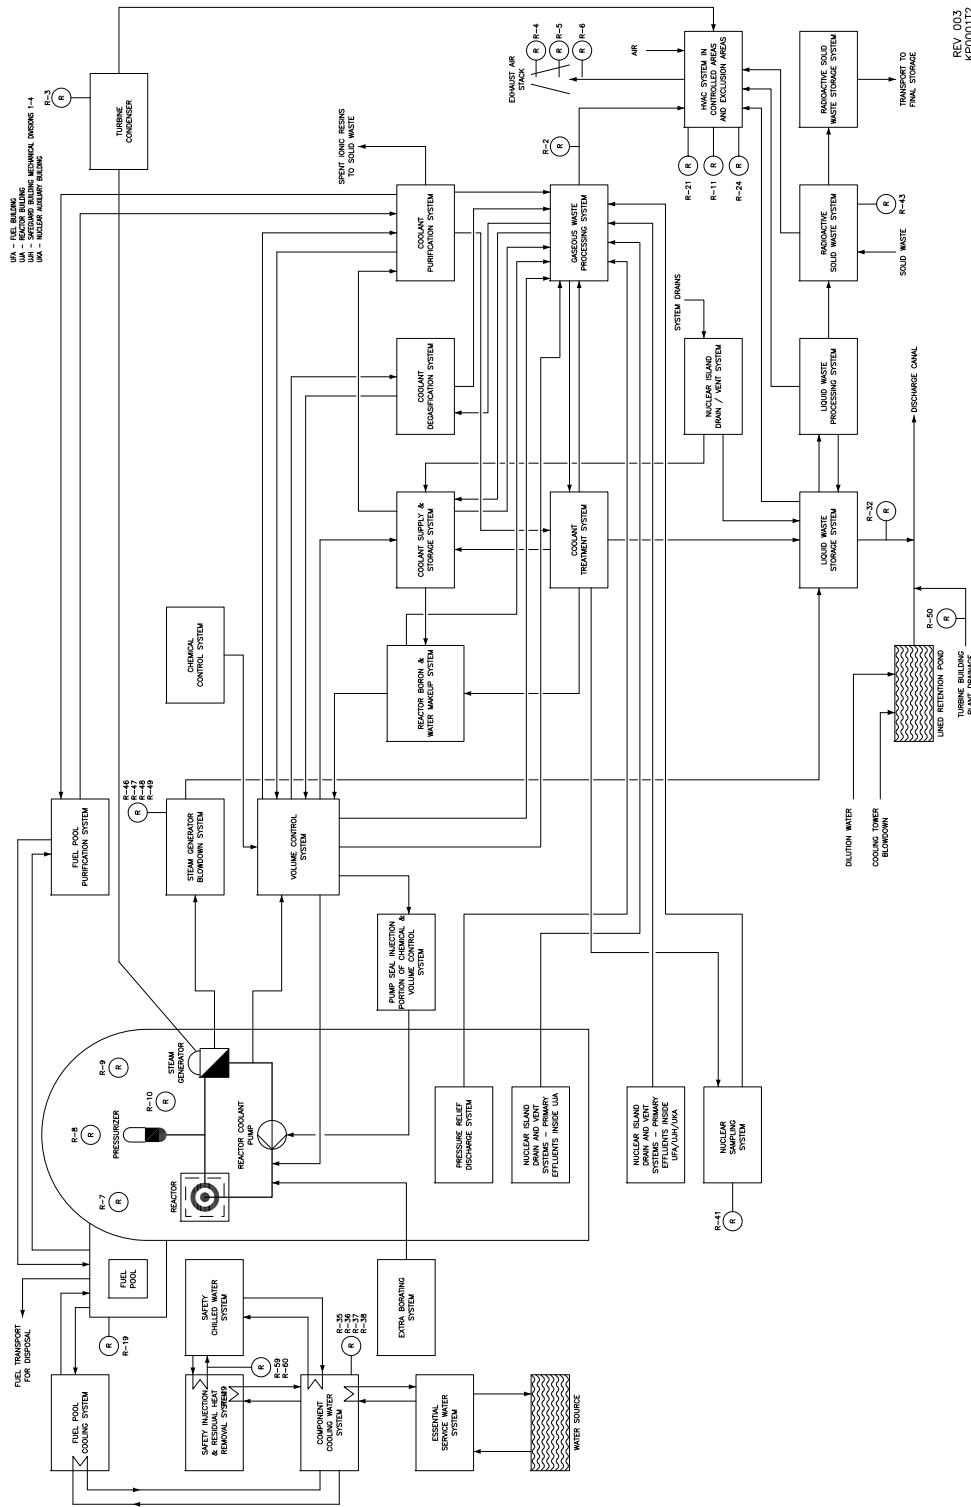 UFA – FUEL BUILDING
UJA – REACTOR BUILDING
UJH – SAFEGUARD BUILDING MECHANICAL DIVISIONS 1-4
UKA – NUCLEAR AUXILIARY BUILDING
FUEL TRANSPORT
FOR DISPOSAL
FUEL POOL
COOLING SYSTEM
FUEL
POOL
R
R-19
FUEL POOL
PURIFICATION SYSTEM
TURBINE
CONDENSER
R
R-3
SAFETY INJECTION
& RESIDUAL HEAT
REMOVAL SYSTEM
SAFETY
CHILLED WATER
SYSTEM
R
R-59
R-60
COMPONENT
COOLING WATER
SYSTEM
R
R-35
R-36
R-37
R-38
ESSENTIAL
SERVICE WATER
SYSTEM
WATER SOURCE
EXTRA BORATING
SYSTEM
R-7
R
R-8
R
R-9
R
R-10
R
PRESSURIZER
REACTOR
STEAM
GENERATOR
REACTOR COOLANT
PUMP
STEAM GENERATOR
BLOWDOWN SYSTEM
R
R-46
R-47
R-48
R-49
CHEMICAL
CONTROL SYSTEM
VOLUME CONTROL
SYSTEM
PUMP SEAL INJECTION
PORTION OF CHEMICAL &
VOLUME CONTROL
SYSTEM
REACTOR BORON &
WATER MAKEUP SYSTEM
COOLANT SUPPLY &
STORAGE SYSTEM
COOLANT
DEGASIFICATION SYSTEM
COOLANT
PURIFICATION SYSTEM
SPENT IONIC RESINS
TO SOLID WASTE
PRESSURE RELIEF
DISCHARGE SYSTEM
NUCLEAR ISLAND
DRAIN AND VENT
SYSTEMS – PRIMARY
EFFLUENTS INSIDE UJA
NUCLEAR ISLAND
DRAIN AND VENT
SYSTEMS – PRIMARY
EFFLUENTS INSIDE
UFA/UJH/UKA
NUCLEAR
SAMPLING
SYSTEM
R
R-41
COOLANT
TREATMENT SYSTEM
GASEOUS WASTE
PROCESSING SYSTEM
R
R-2
EXHAUST AIR
STACK
R
R-4
R
R-5
R
R-6
AIR
HVAC SYSTEM IN
CONTROLLED AREAS
AND EXCLUSION AREAS
R
R-21
R
R-11
R
R-24
SYSTEM DRAINS
NUCLEAR ISLAND
DRAIN / VENT SYSTEM
LIQUID WASTE
STORAGE SYSTEM
LIQUID WASTE
PROCESSING SYSTEM
RADIOACTIVE
SOLID WASTE SYSTEM
RADIOACTIVE SOLID
WASTE STORAGE SYSTEM
SOLID WASTE
R
R-43
TRANSPORT TO
FINAL STORAGE
R
R-32
DISCHARGE CANAL
R
R-50
DILUTION WATER
COOLING TOWER
BLOWDOWN
LINED RETENTION POND
TURBINE BUILDING
PLANT DRAINAGE
REV 003
KP0001T2